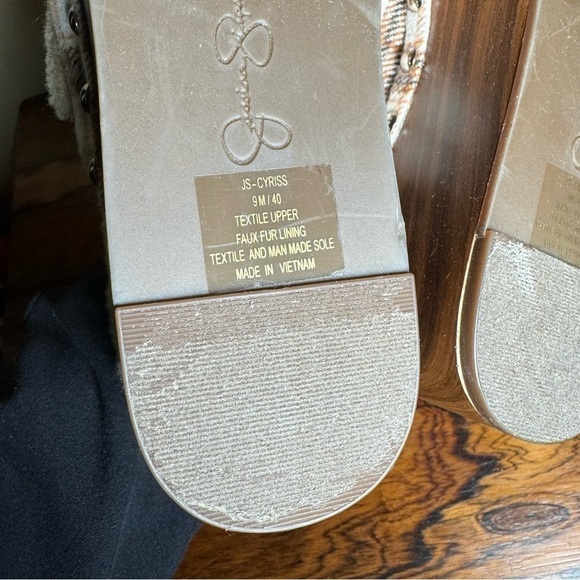 JS-CYRISS
9M/40
TEXTILE UPPER
FAUX-FUR LINING
TEXTILE AND MAN MADE SOLE
MADE IN VIETNAM